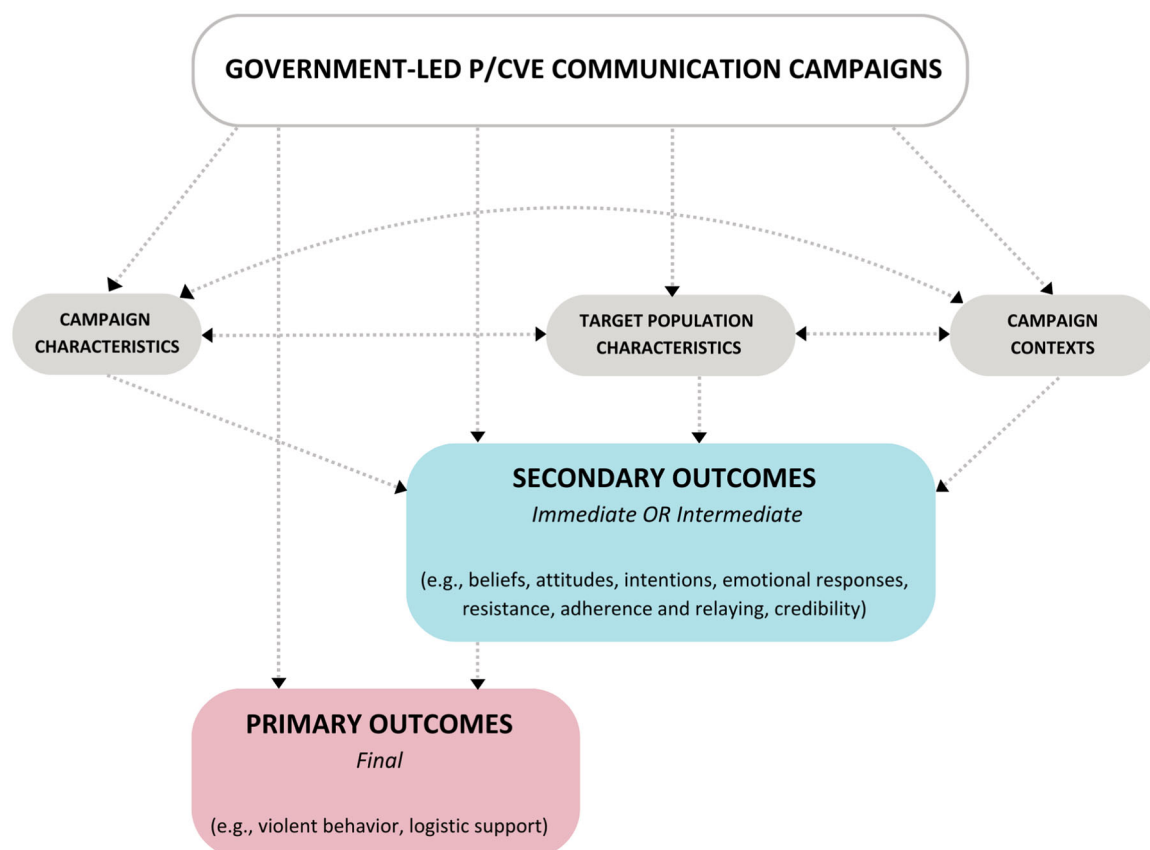 GOVERNMENT-LED P/CVE COMMUNICATION CAMPAIGNS
CAMPAIGN
CHARACTERISTICS
TARGET POPULATION
CHARACTERISTICS
CAMPAIGN
CONTEXTS
SECONDARY OUTCOMES
Immediate OR Intermediate
(e.g., beliefs, attitudes, intentions, emotional responses,
resistance, adherence and relaying, credibility)
PRIMARY OUTCOMES
Final
(e.g., violent behavior, logistic support)